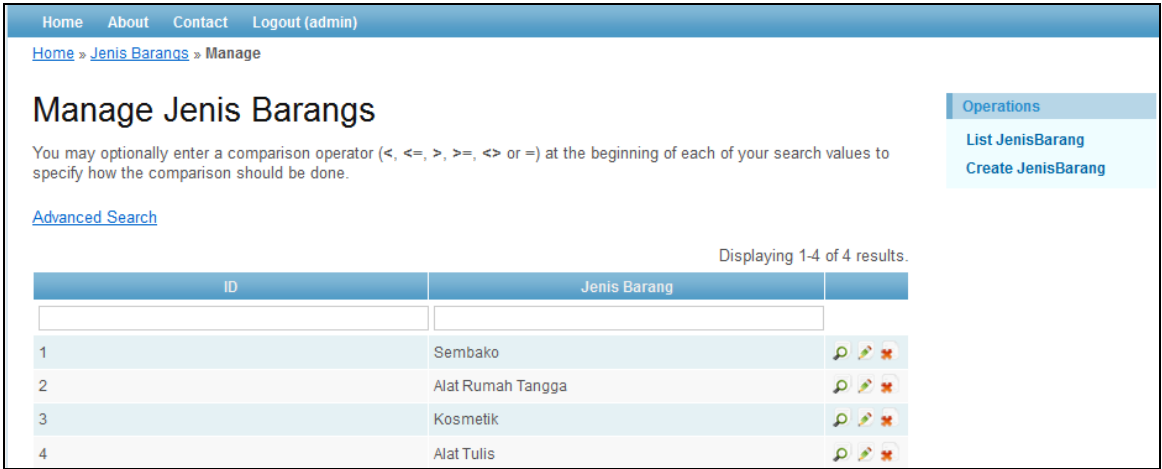 Home About Contact Logout (admin)
Home » Jenis Barangs » Manage
Manage Jenis Barangs
You may optionally enter a comparison operator (<, <=, >, >=, <> or =) at the beginning of each of your search values to
specify how the comparison should be done.
Advanced Search
Displaying 1-4 of 4 results.
ID Jenis Barang
1 Sembako
2 Alat Rumah Tangga
3 Kosmetik
4 Alat Tulis
Operations
List JenisBarang
Create JenisBarang